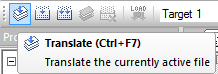 LOAD
Target 1
Translate (Ctrl+F7)
Translate the currently active file